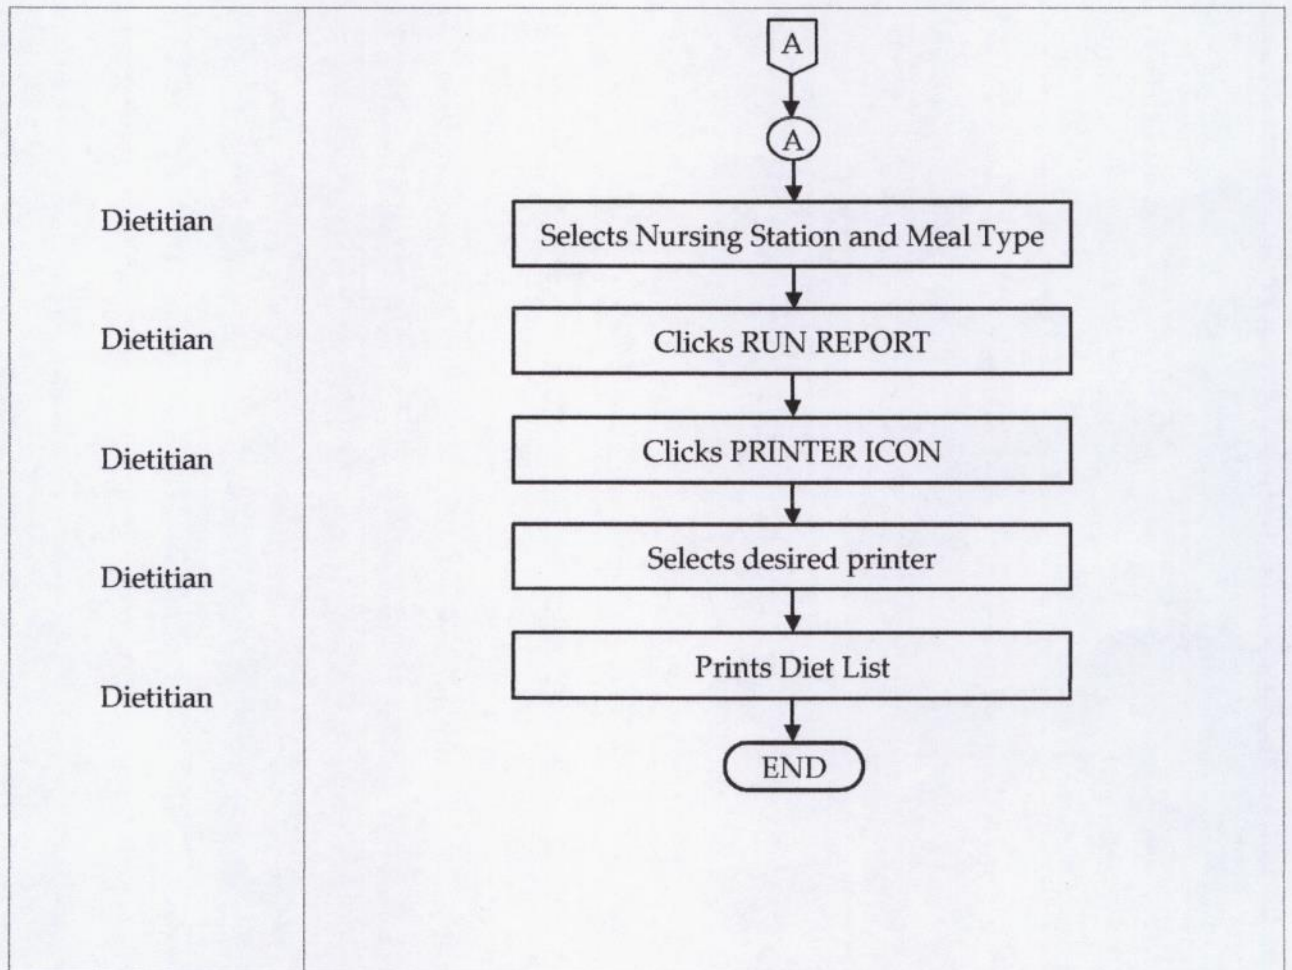 A
A
Dietitian
Selects Nursing Station and Meal Type
Dietitian
Clicks RUN REPORT
Dietitian
Clicks PRINTER ICON
Dietitian
Selects desired printer
Dietitian
Prints Diet List
END